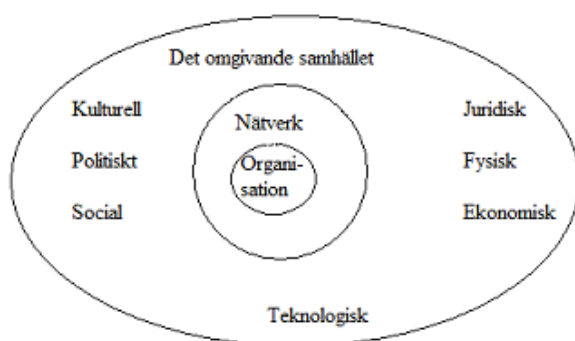 Det omgivande samhället
Kulturell
Juridisk
Nätverk
Politiskt
Organi-
sation
Fysisk
Social
Ekonomisk
Teknologisk